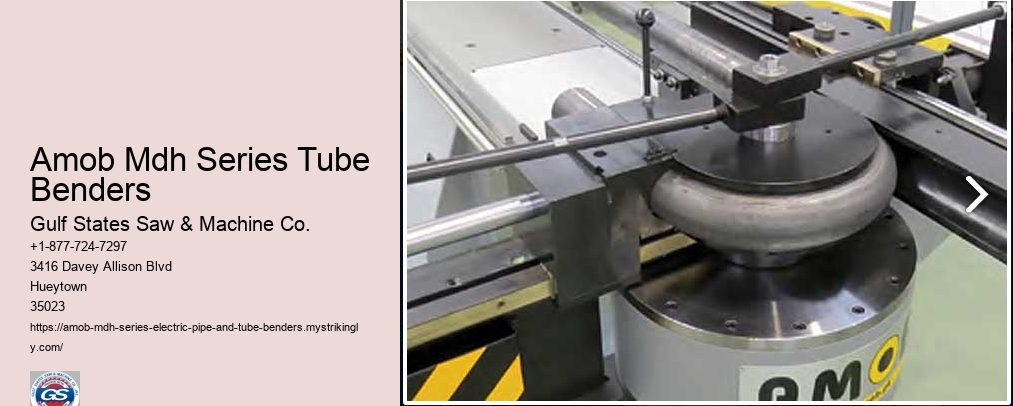 Amob Mdh Series Tube
Benders
Gulf States Saw & Machine Co.
+1-877-724-7297
3416 Davey Allison Blvd
Hueytown
35023
https://amob-mdh-series-electric-pipe-and-tube-benders.mystrikingl
y.com/
GS
AMO